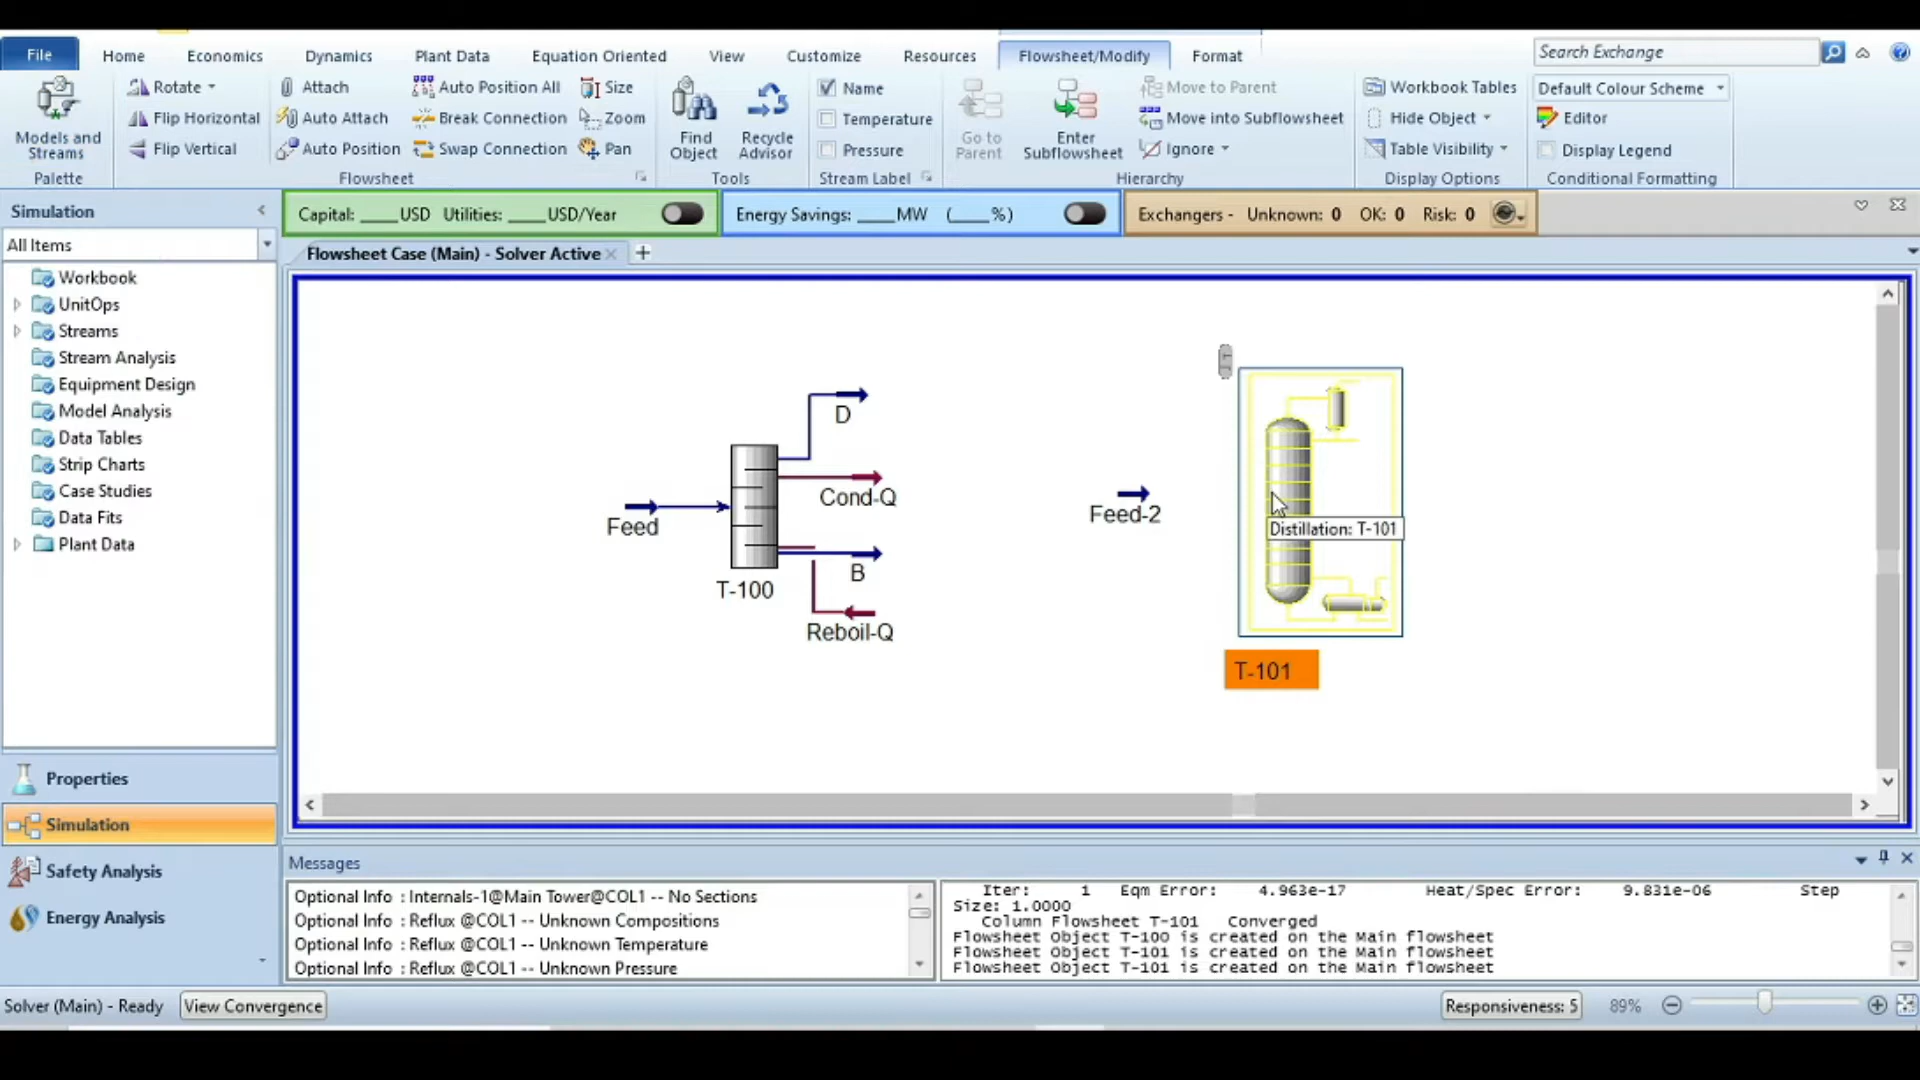 File Home Economics Dynamics Plant Data Equation Oriented View Customize Resources Flowsheet/Modify Format Search Exchange
Models and Streams
Palette
Rotate Attach Auto Position All Size
Flip Horizontal Auto Attach Break Connection Zoom
Flip Vertical Auto Position Swap Connection Pan
Flowsheet
Find Object Recycle Advisor
Tools
Name
Temperature
Pressure
Stream Label
Go to Parent Enter Subflowsheet
Move to Parent
Move into Subflowsheet
Ignore
Hierarchy
Workbook Tables
Hide Object
Table Visibility
Display Options
Default Colour Scheme
Editor
Display Legend
Conditional Formatting
Simulation
All Items
Workbook
UnitOps
Streams
Stream Analysis
Equipment Design
Model Analysis
Data Tables
Strip Charts
Case Studies
Data Fits
Plant Data
Properties
Simulation
Safety Analysis
Energy Analysis
Capital: ____USD Utilities: ____USD/Year
Energy Savings: ____MW (____%)
Exchangers - Unknown: 0 OK: 0 Risk: 0
Flowsheet Case (Main) - Solver Active
D
Cond-Q
Feed
B
T-100
Reboil-Q
Feed-2
Distillation: T-101
T-101
Messages
Optional Info : Internals-1@Main Tower@COL1 -- No Sections
Optional Info : Reflux @COL1 -- Unknown Compositions
Optional Info : Reflux @COL1 -- Unknown Temperature
Optional Info : Reflux @COL1 -- Unknown Pressure
Iter: 1 Eqm Error: 4.963e-17 Heat/Spec Error: 9.831e-06 Step
Size: 1.0000
Column Flowsheet T-101 Converged
Flowsheet Object T-100 is created on the Main flowsheet
Flowsheet Object T-101 is created on the Main flowsheet
Flowsheet Object T-101 is created on the Main flowsheet
Solver (Main) - Ready View Convergence Responsiveness: 5 89%